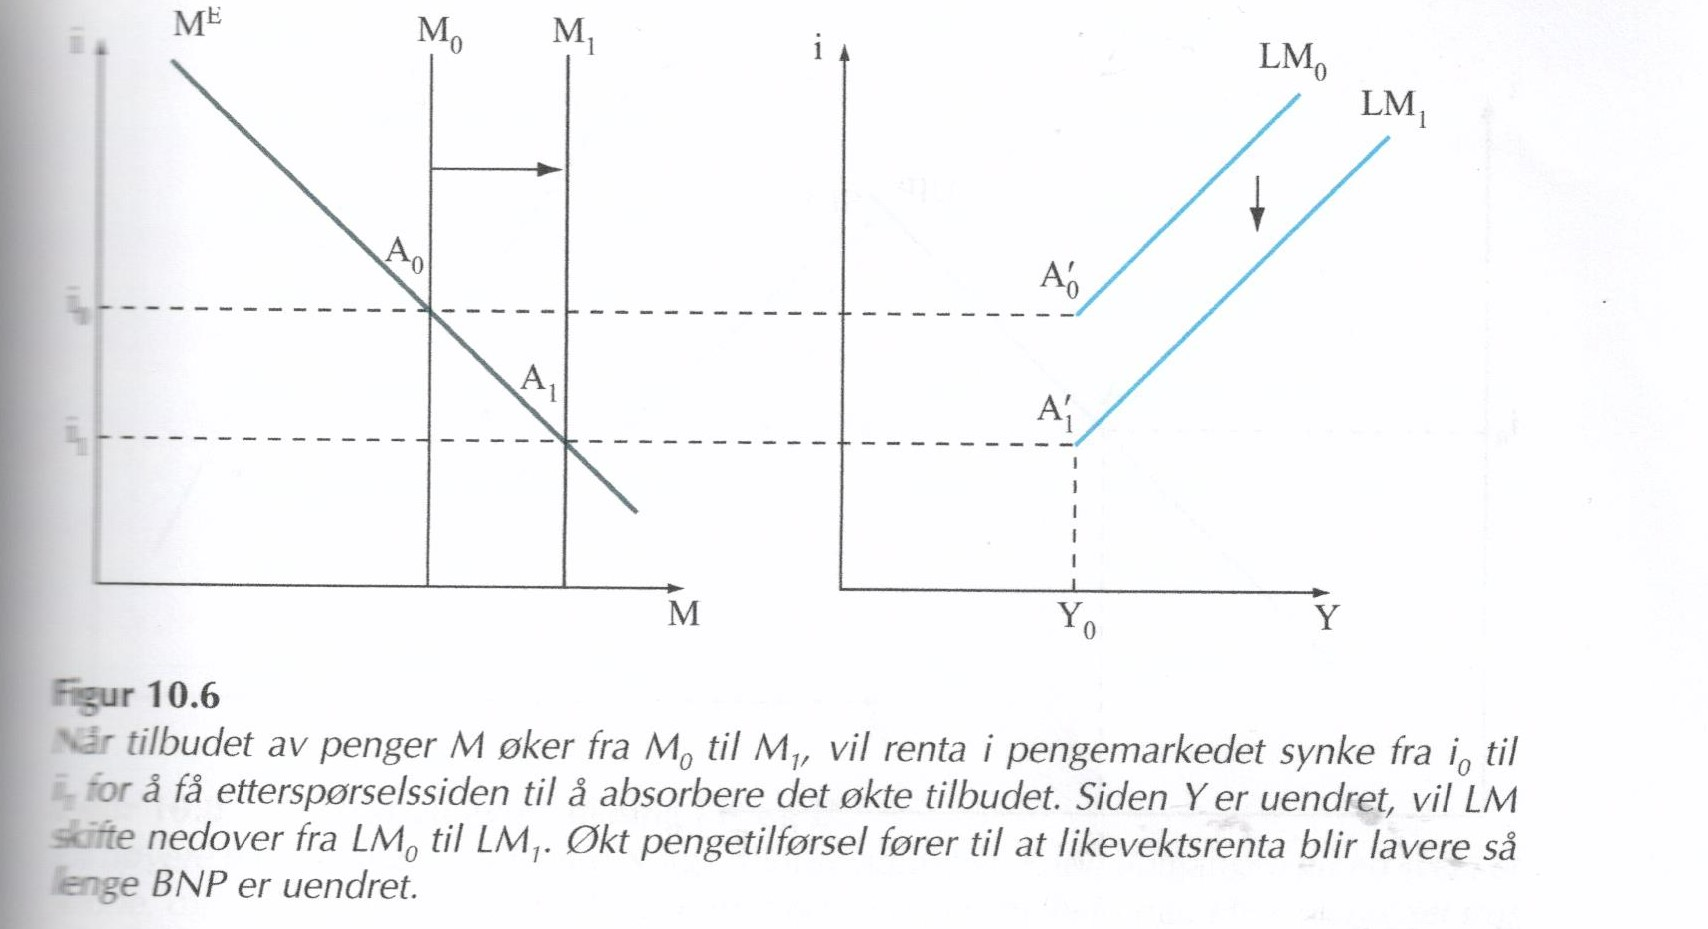 i Mᴱ M₀ M₁
i LM₀
LM₁
A₀
A′₀
i₀
A₁
A′₁
i₁
M
Y₀
Y
Figur 10.6
Når tilbudet av penger M øker fra M₀ til M₁, vil renta i pengemarkedet synke fra i₀ til
i₁ for å få etterspørselssiden til å absorbere det økte tilbudet. Siden Y er uendret, vil LM
skifte nedover fra LM₀ til LM₁. Økt pengetilførsel fører til at likevektsrenta blir lavere så
lenge BNP er uendret.